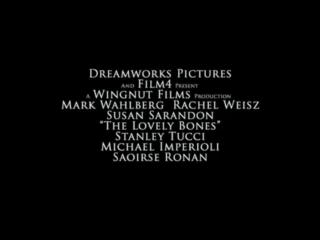 DREAMWORKS PICTURES
AND FILM4 PRESENT
A WINGNUT FILMS PRODUCTION
MARK WAHLBERG RACHEL WEISZ
SUSAN SARANDON
"THE LOVELY BONES"
STANLEY TUCCI
MICHAEL IMPERIOLI
SAOIRSE RONAN